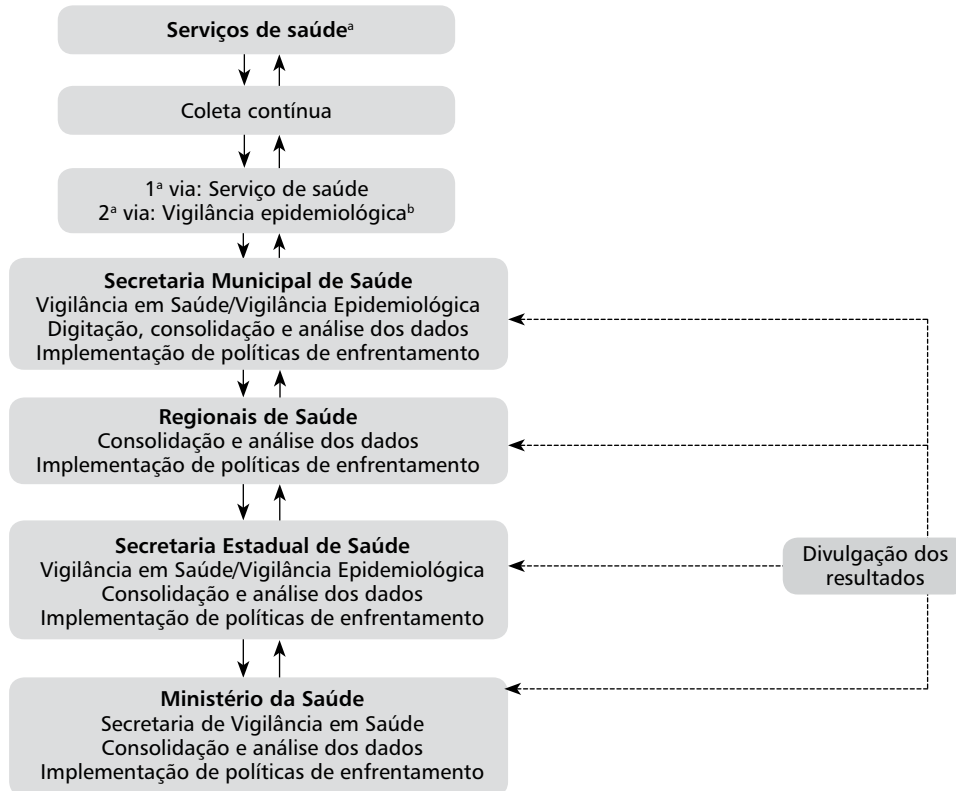 Serviços de saúdeᵃ
Coleta contínua
1ª via: Serviço de saúde
2ª via: Vigilância epidemiológicaᵇ
Secretaria Municipal de Saúde
Vigilância em Saúde/Vigilância Epidemiológica
Digitação, consolidação e análise dos dados
Implementação de políticas de enfrentamento
Regionais de Saúde
Consolidação e análise dos dados
Implementação de políticas de enfrentamento
Secretaria Estadual de Saúde
Vigilância em Saúde/Vigilância Epidemiológica
Consolidação e análise dos dados
Implementação de políticas de enfrentamento
Divulgação dos
resultados
Ministério da Saúde
Secretaria de Vigilância em Saúde
Consolidação e análise dos dados
Implementação de políticas de enfrentamento